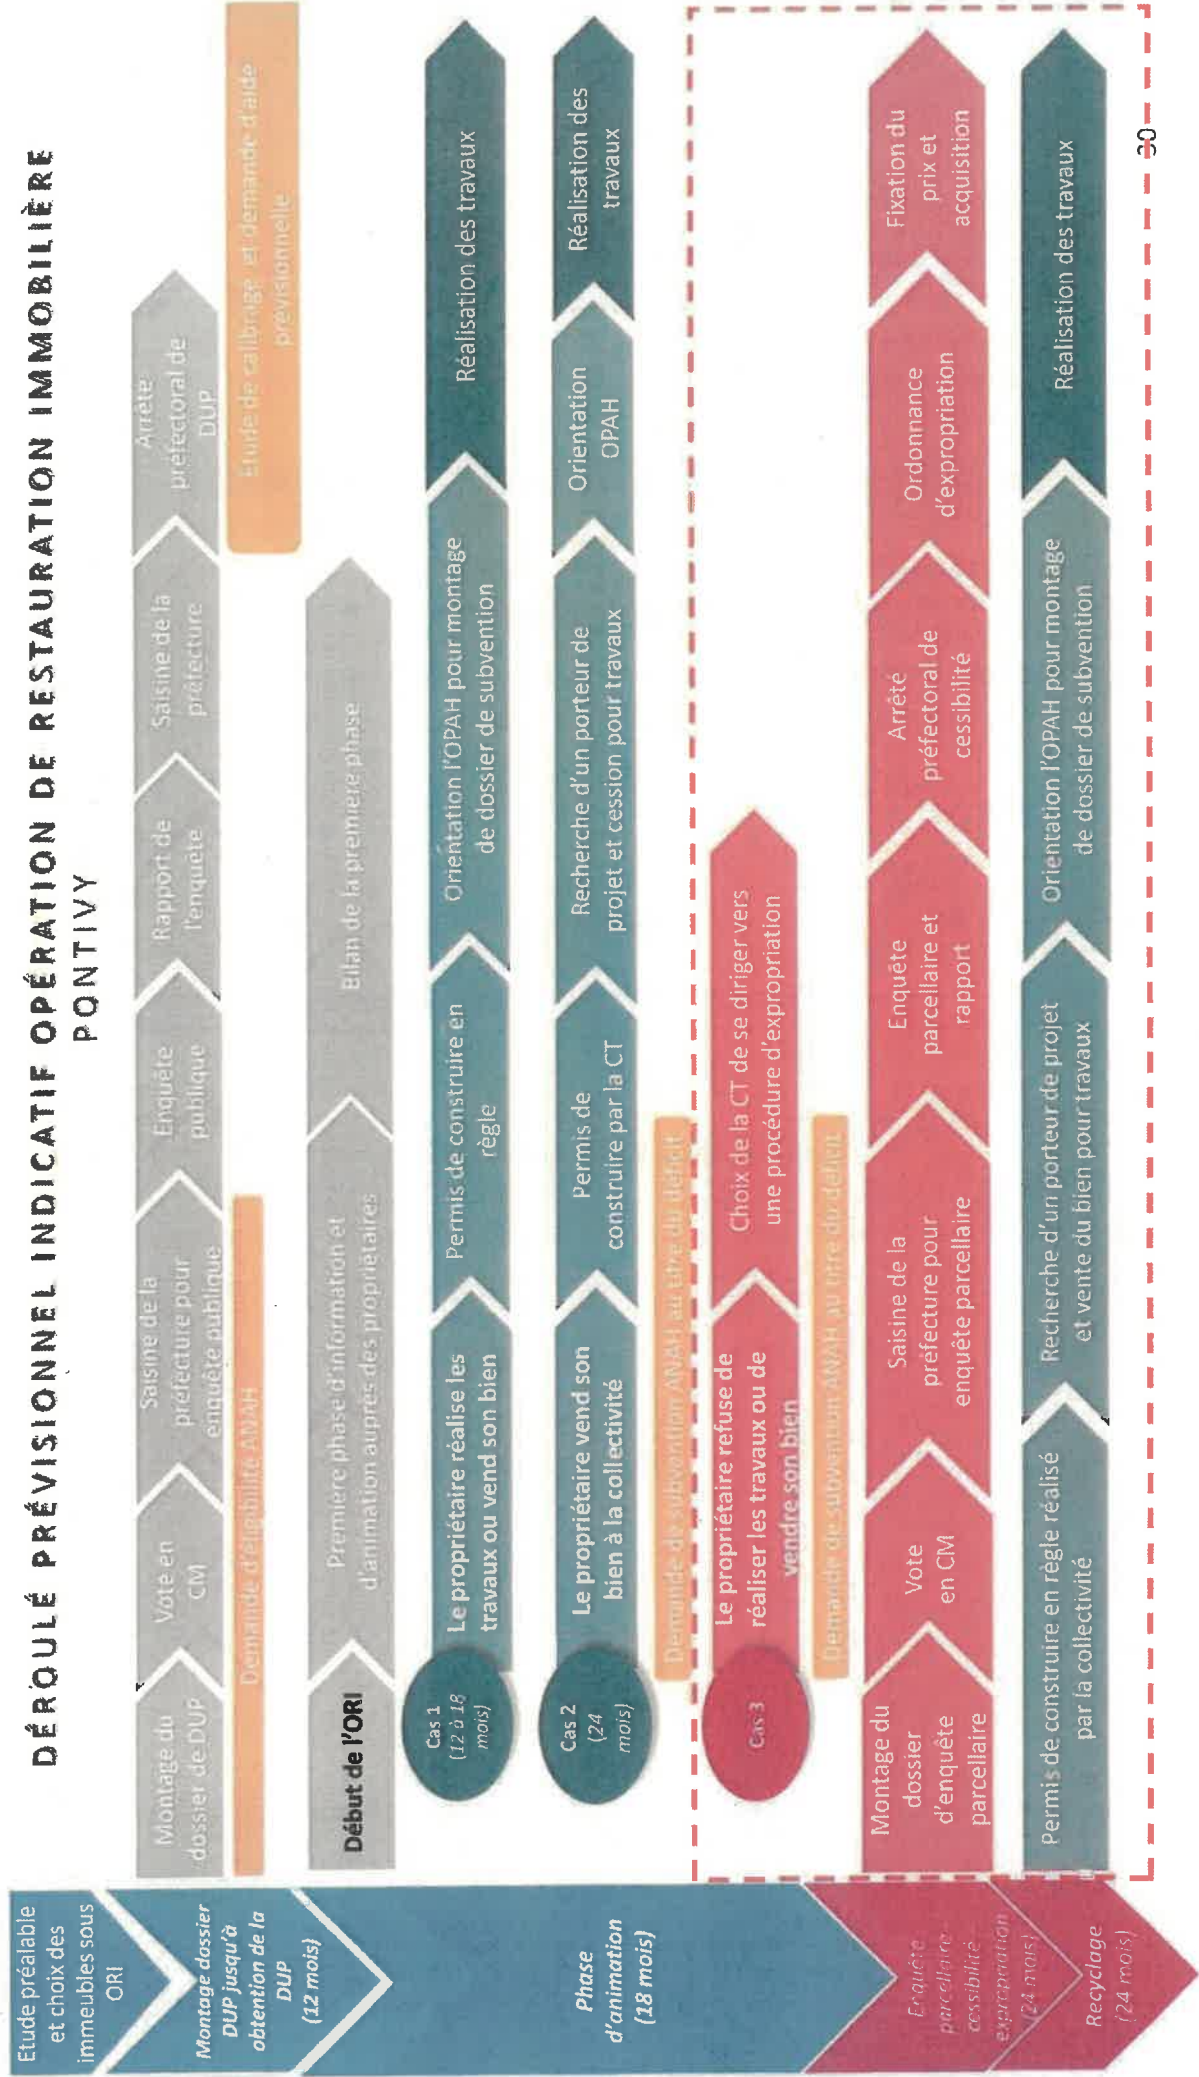 DÉROULÉ PRÉVISIONNEL INDICATIF OPÉRATION DE RESTAURATION IMMOBILIÈRE
PONTIVY
Etude préalable
et choix des
immeubles sous
ORI
Montage dossier
DUP jusqu'à
obtention de la
DUP
(12 mois)
Montage du
dossier de DUP
Vote en
CM
Saisine de la
préfecture pour
enquête publique
Enquête
publique
Rapport de
l'enquête
Saisine de la
préfecture
Arrêté
préfectoral de
DUP
Demande d'éligibilité ANAH
Etude de calibrage et demande d'aide
prévisionnelle
Phase
d'animation
(18 mois)
Début de l'ORI
Première phase d'information et
d'animation auprès des propriétaires
Bilan de la première phase
Cas 1
(12 à 18
mois)
Le propriétaire réalise les
travaux ou vend son bien
Permis de construire en
règle
Orientation l'OPAH pour montage
de dossier de subvention
Réalisation des travaux
Cas 2
(24
mois)
Le propriétaire vend son
bien à la collectivité
Permis de
construire par la CT
Recherche d'un porteur de
projet et cession pour travaux
Orientation
OPAH
Réalisation des
travaux
Demande de subvention ANAH au titre du déficit
Cas 3
Le propriétaire refuse de
réaliser les travaux ou de
vendre son bien
Choix de la CT de se diriger vers
une procédure d'expropriation
Demande de subvention ANAH au titre du déficit
Enquête
parcellaire
cessibilité
expropriation
(24 mois)
Montage du
dossier
d'enquête
parcellaire
Vote
en CM
Saisine de la
préfecture pour
enquête parcellaire
Enquête
parcellaire et
rapport
Arrêté
préfectoral de
cessibilité
Ordonnance
d'expropriation
Fixation du
prix et
acquisition
Recyclage
(24 mois)
Permis de construire en règle réalisé
par la collectivité
Recherche d'un porteur de projet
et vente du bien pour travaux
Orientation l'OPAH pour montage
de dossier de subvention
Réalisation des travaux